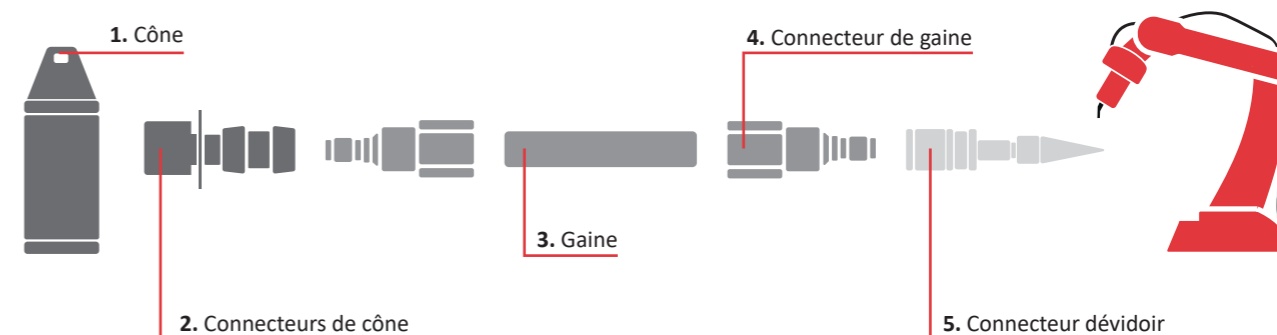 1. Cône
4. Connecteur de gaine
3. Gaine
2. Connecteurs de cône
5. Connecteur dévidoir